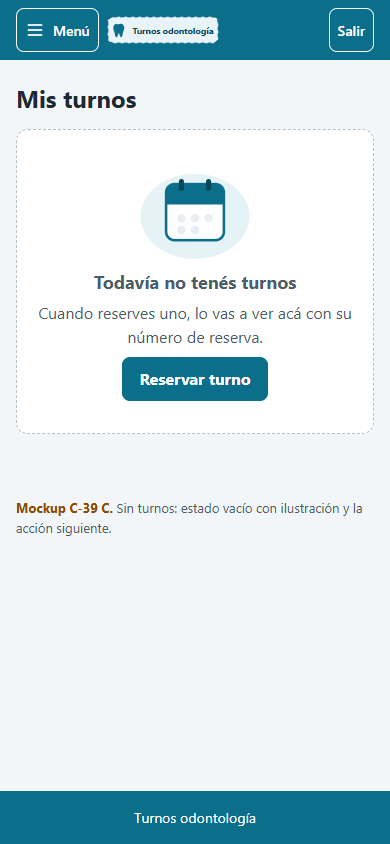 Menú
Turnos odontología
Salir
Mis turnos
Todavía no tenés turnos
Cuando reserves uno, lo vas a ver acá con su
número de reserva.
Reservar turno
Mockup C-39 C. Sin turnos: estado vacío con ilustración y la
acción siguiente.
Turnos odontología